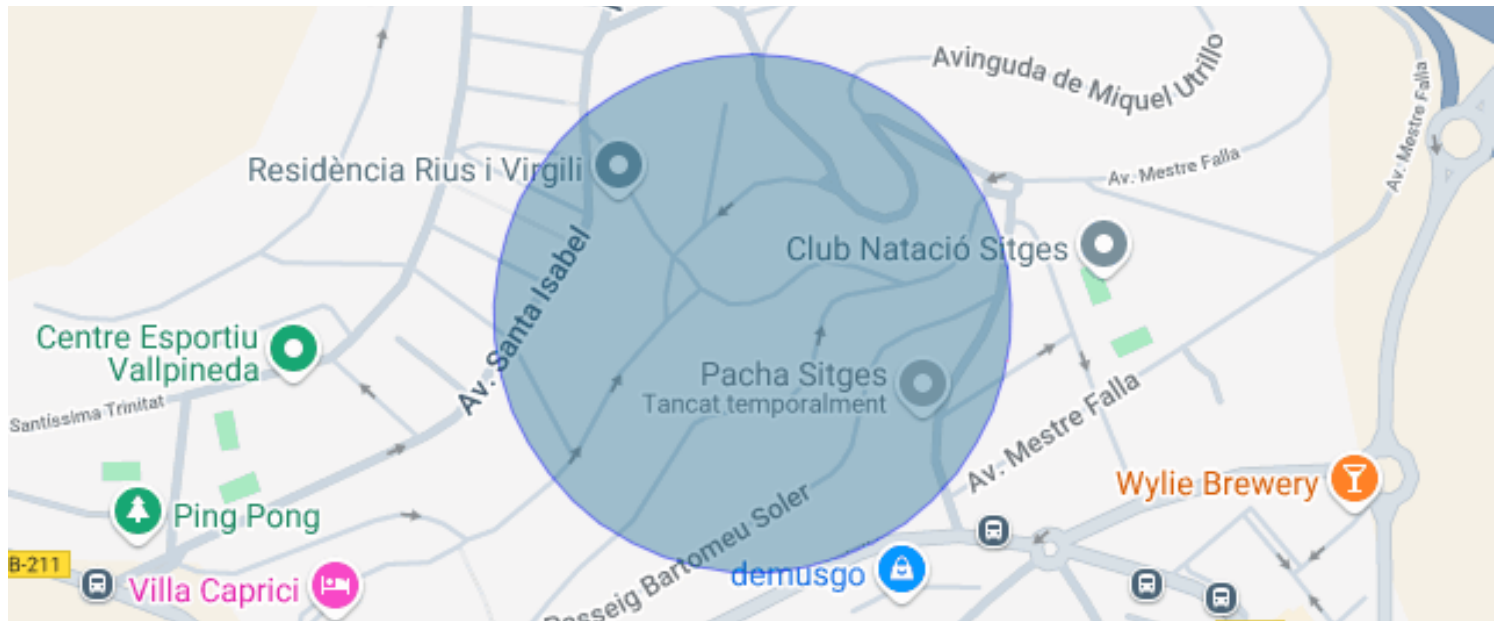 Avinguda de Miquel Utrillo
Residència Rius i Virgili
Av. Mestre Falla
Av. Mestre Falla
Club Natació Sitges
Av. Santa Isabel
Centre Esportiu
Vallpineda
Santíssima Trinitat
Pacha Sitges
Tancat temporalment
Av. Mestre Falla
Wylie Brewery
Ping Pong
Passeig Bartomeu Soler
B-211
Villa Caprici
demusgo